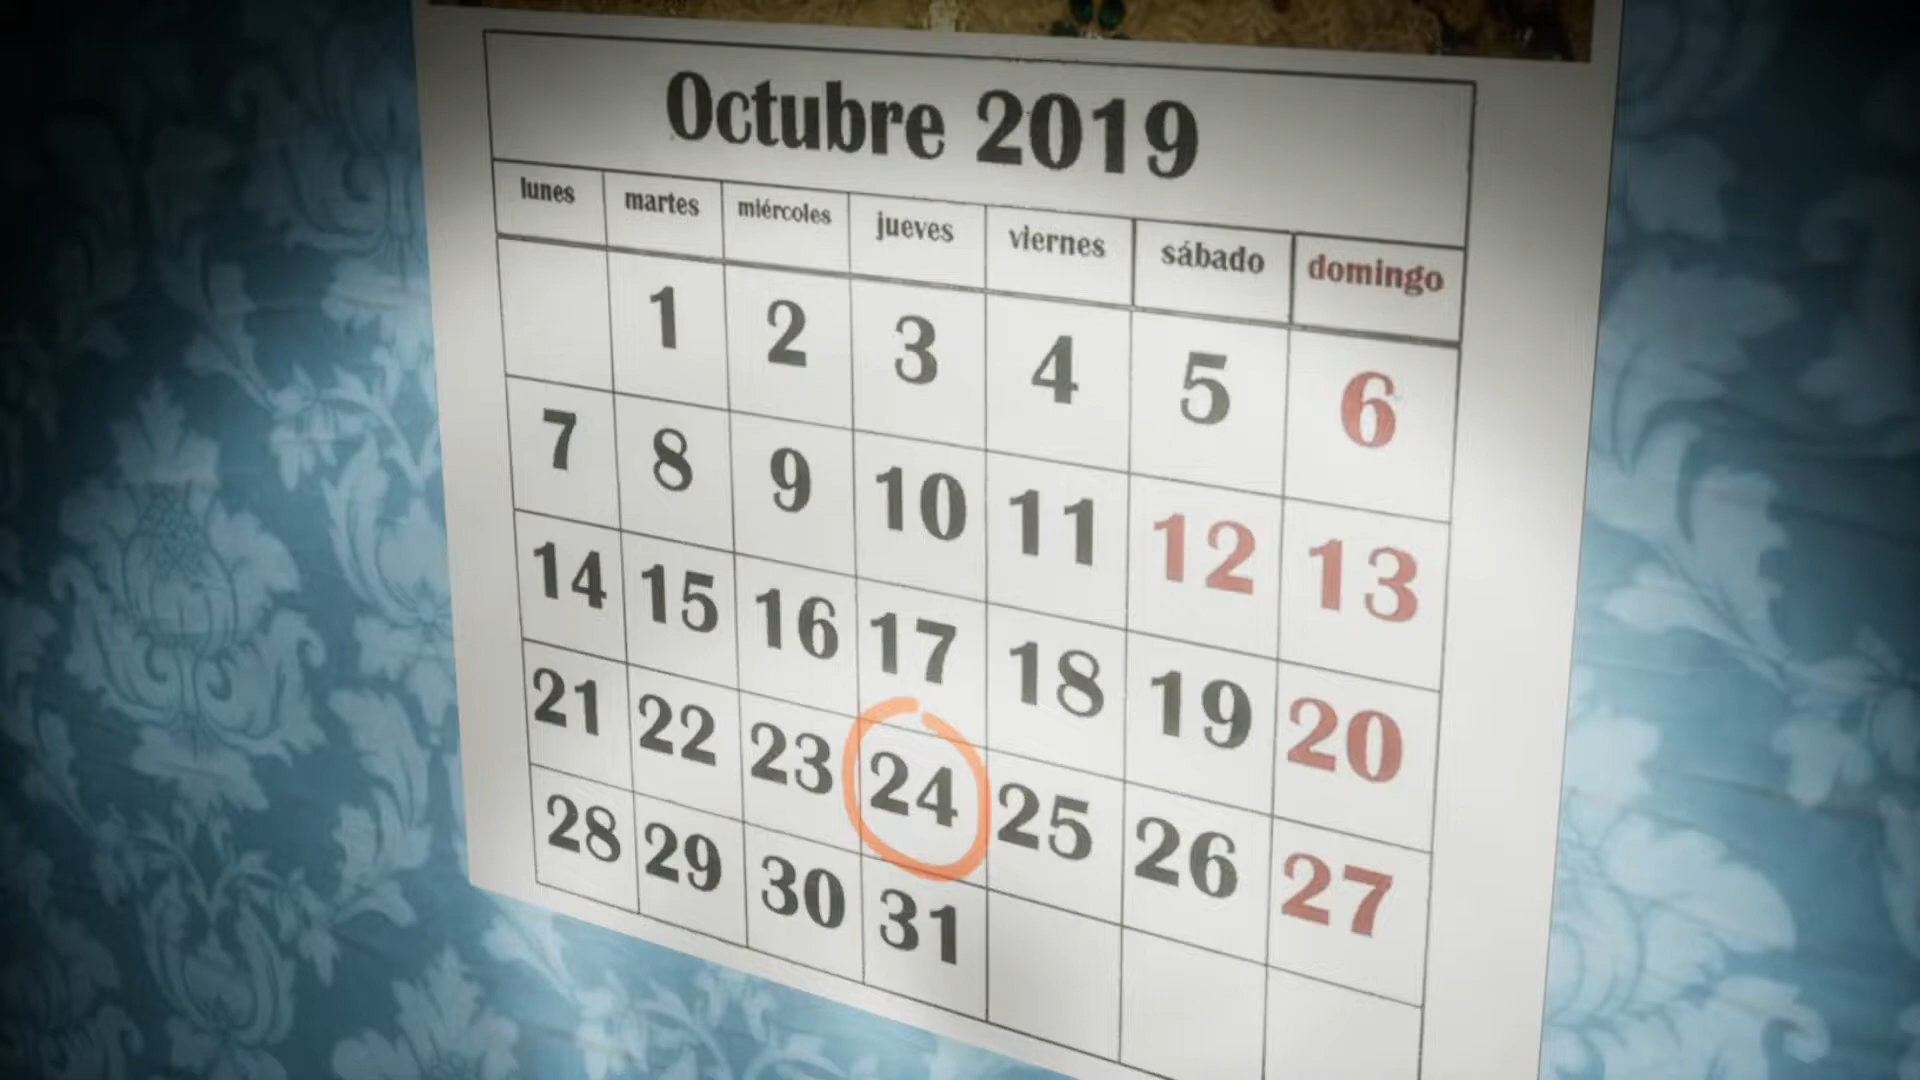 Octubre 2019
lunes martes miércoles jueves viernes sábado domingo
1 2 3 4 5 6
7 8 9 10 11 12 13
14 15 16 17 18 19 20
21 22 23 24 25 26 27
28 29 30 31